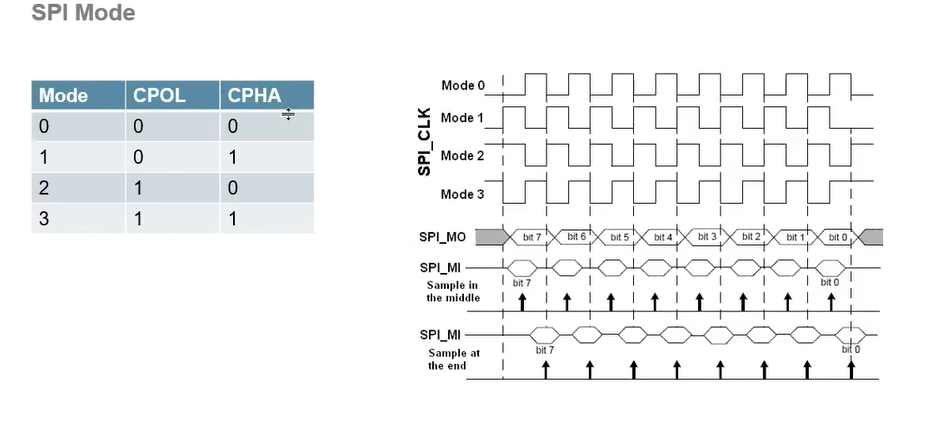 SPI Mode
Mode CPOL CPHA
0 0 0
1 0 1
2 1 0
3 1 1
SPI_CLK
Mode 0
Mode 1
Mode 2
Mode 3
SPI_MO bit 7 bit 6 bit 5 bit 4 bit 3 bit 2 bit 1 bit 0
SPI_MI
bit 7 bit 0
Sample in
the middle
SPI_MI
bit 7 bit 0
Sample at
the end